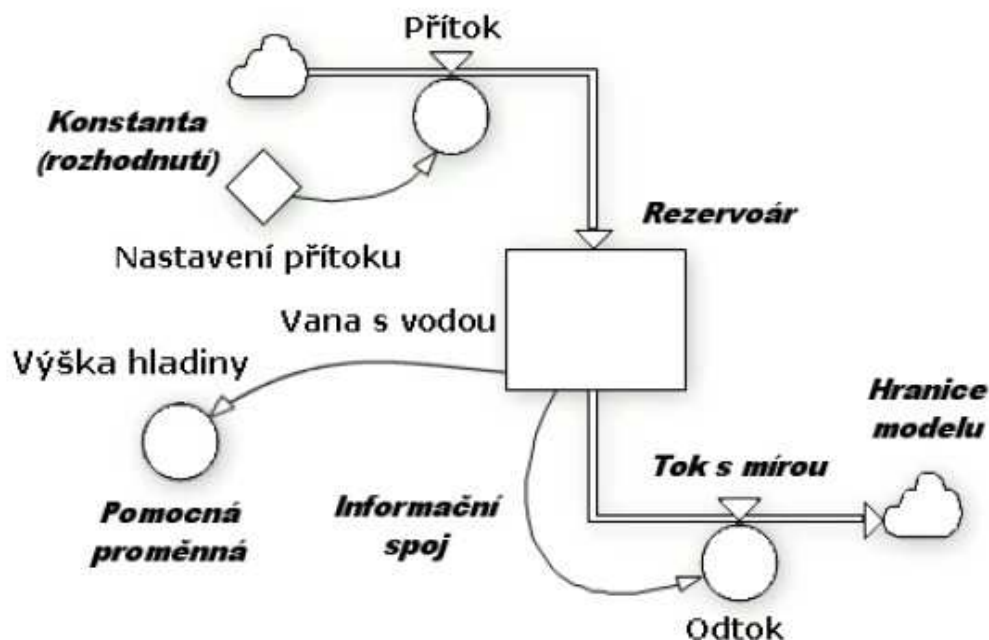 Přítok
Konstanta
(rozhodnutí)
Rezervoár
Nastavení přítoku
Vana s vodou
Výška hladiny
Hranice
modelu
Tok s mírou
Informační
spoj
Pomocná
proměnná
Odtok